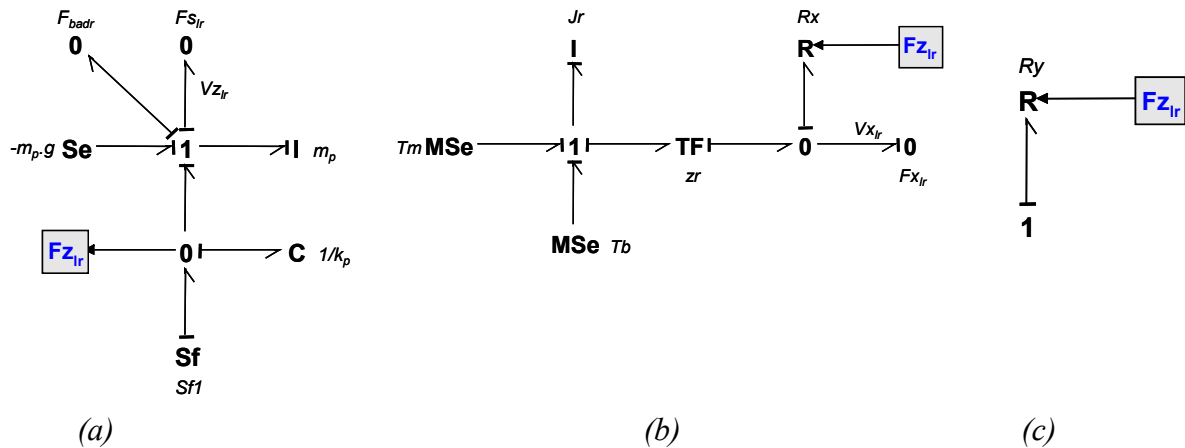 F_badr
Fs_lr
0
0
Vz_lr
-m_p.g Se
1
I m_p
Fz_lr
0
C 1/k_p
Sf
Sf1
(a)
Jr
I
Tm MSe
1
TF
zr
MSe Tb
Rx
R
Fz_lr
0
Vx_lr
0
Fx_lr
(b)
Ry
R
Fz_lr
1
(c)